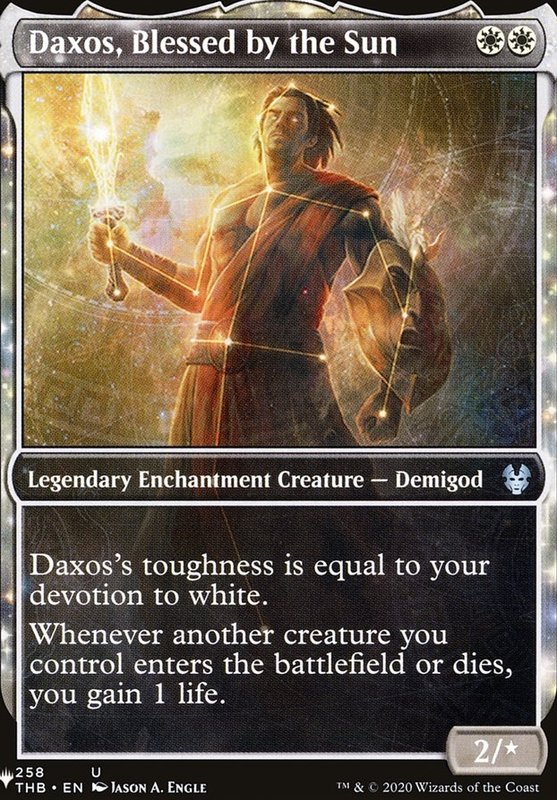 Daxos, Blessed by the Sun
Legendary Enchantment Creature — Demigod
Daxos's toughness is equal to your
devotion to white.
Whenever another creature you
control enters the battlefield or dies,
you gain 1 life.
2/★
258 U
THB • EN Jason A. Engle
™ & © 2020 Wizards of the Coast